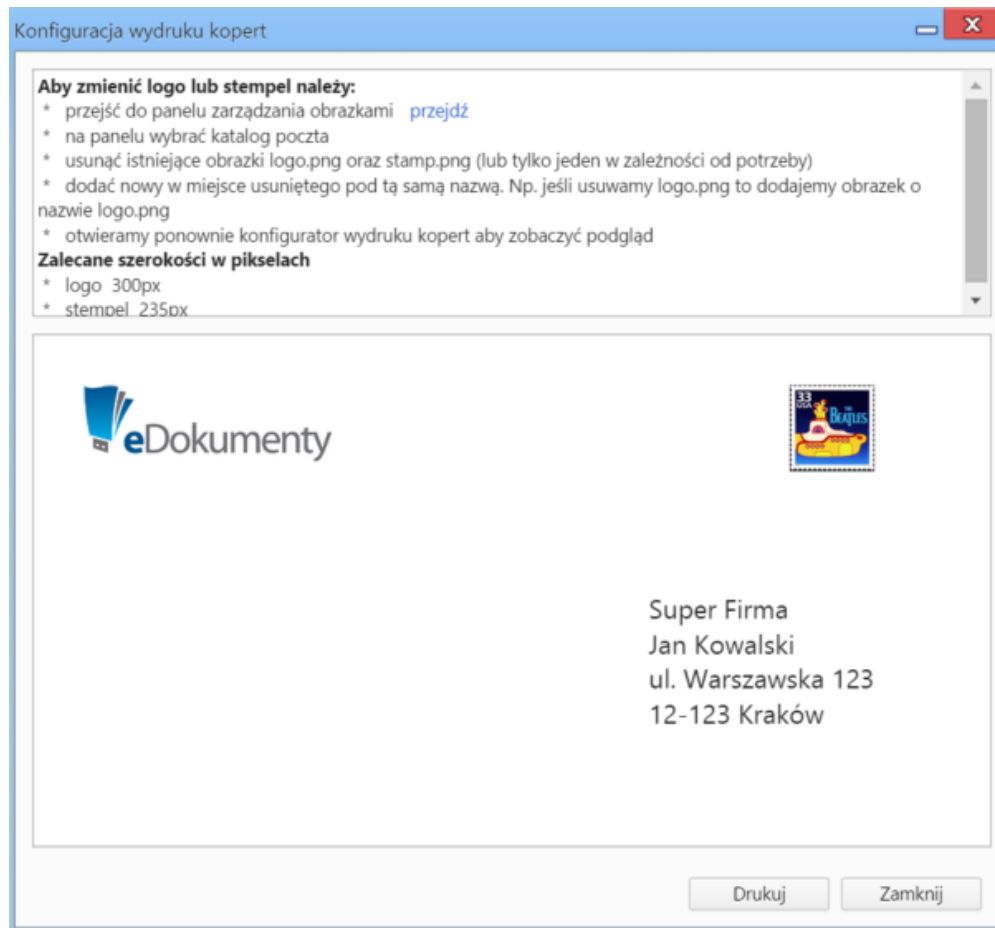 Konfiguracja wydruku kopert
Aby zmienić logo lub stempel należy:
* przejść do panelu zarządzania obrazkami przejdź
* na panelu wybrać katalog poczta
* usunąć istniejące obrazki logo.png oraz stamp.png (lub tylko jeden w zależności od potrzeby)
* dodać nowy w miejsce usuniętego pod tą samą nazwą. Np. jeśli usuwamy logo.png to dodajemy obrazek o
nazwie logo.png
* otwieramy ponownie konfigurator wydruku kopert aby zobaczyć podgląd
Zalecane szerokości w pikselach
* logo 300px
* stempel 235px
eDokumenty
33
USA
THE
BEATLES
Super Firma
Jan Kowalski
ul. Warszawska 123
12-123 Kraków
Drukuj Zamknij